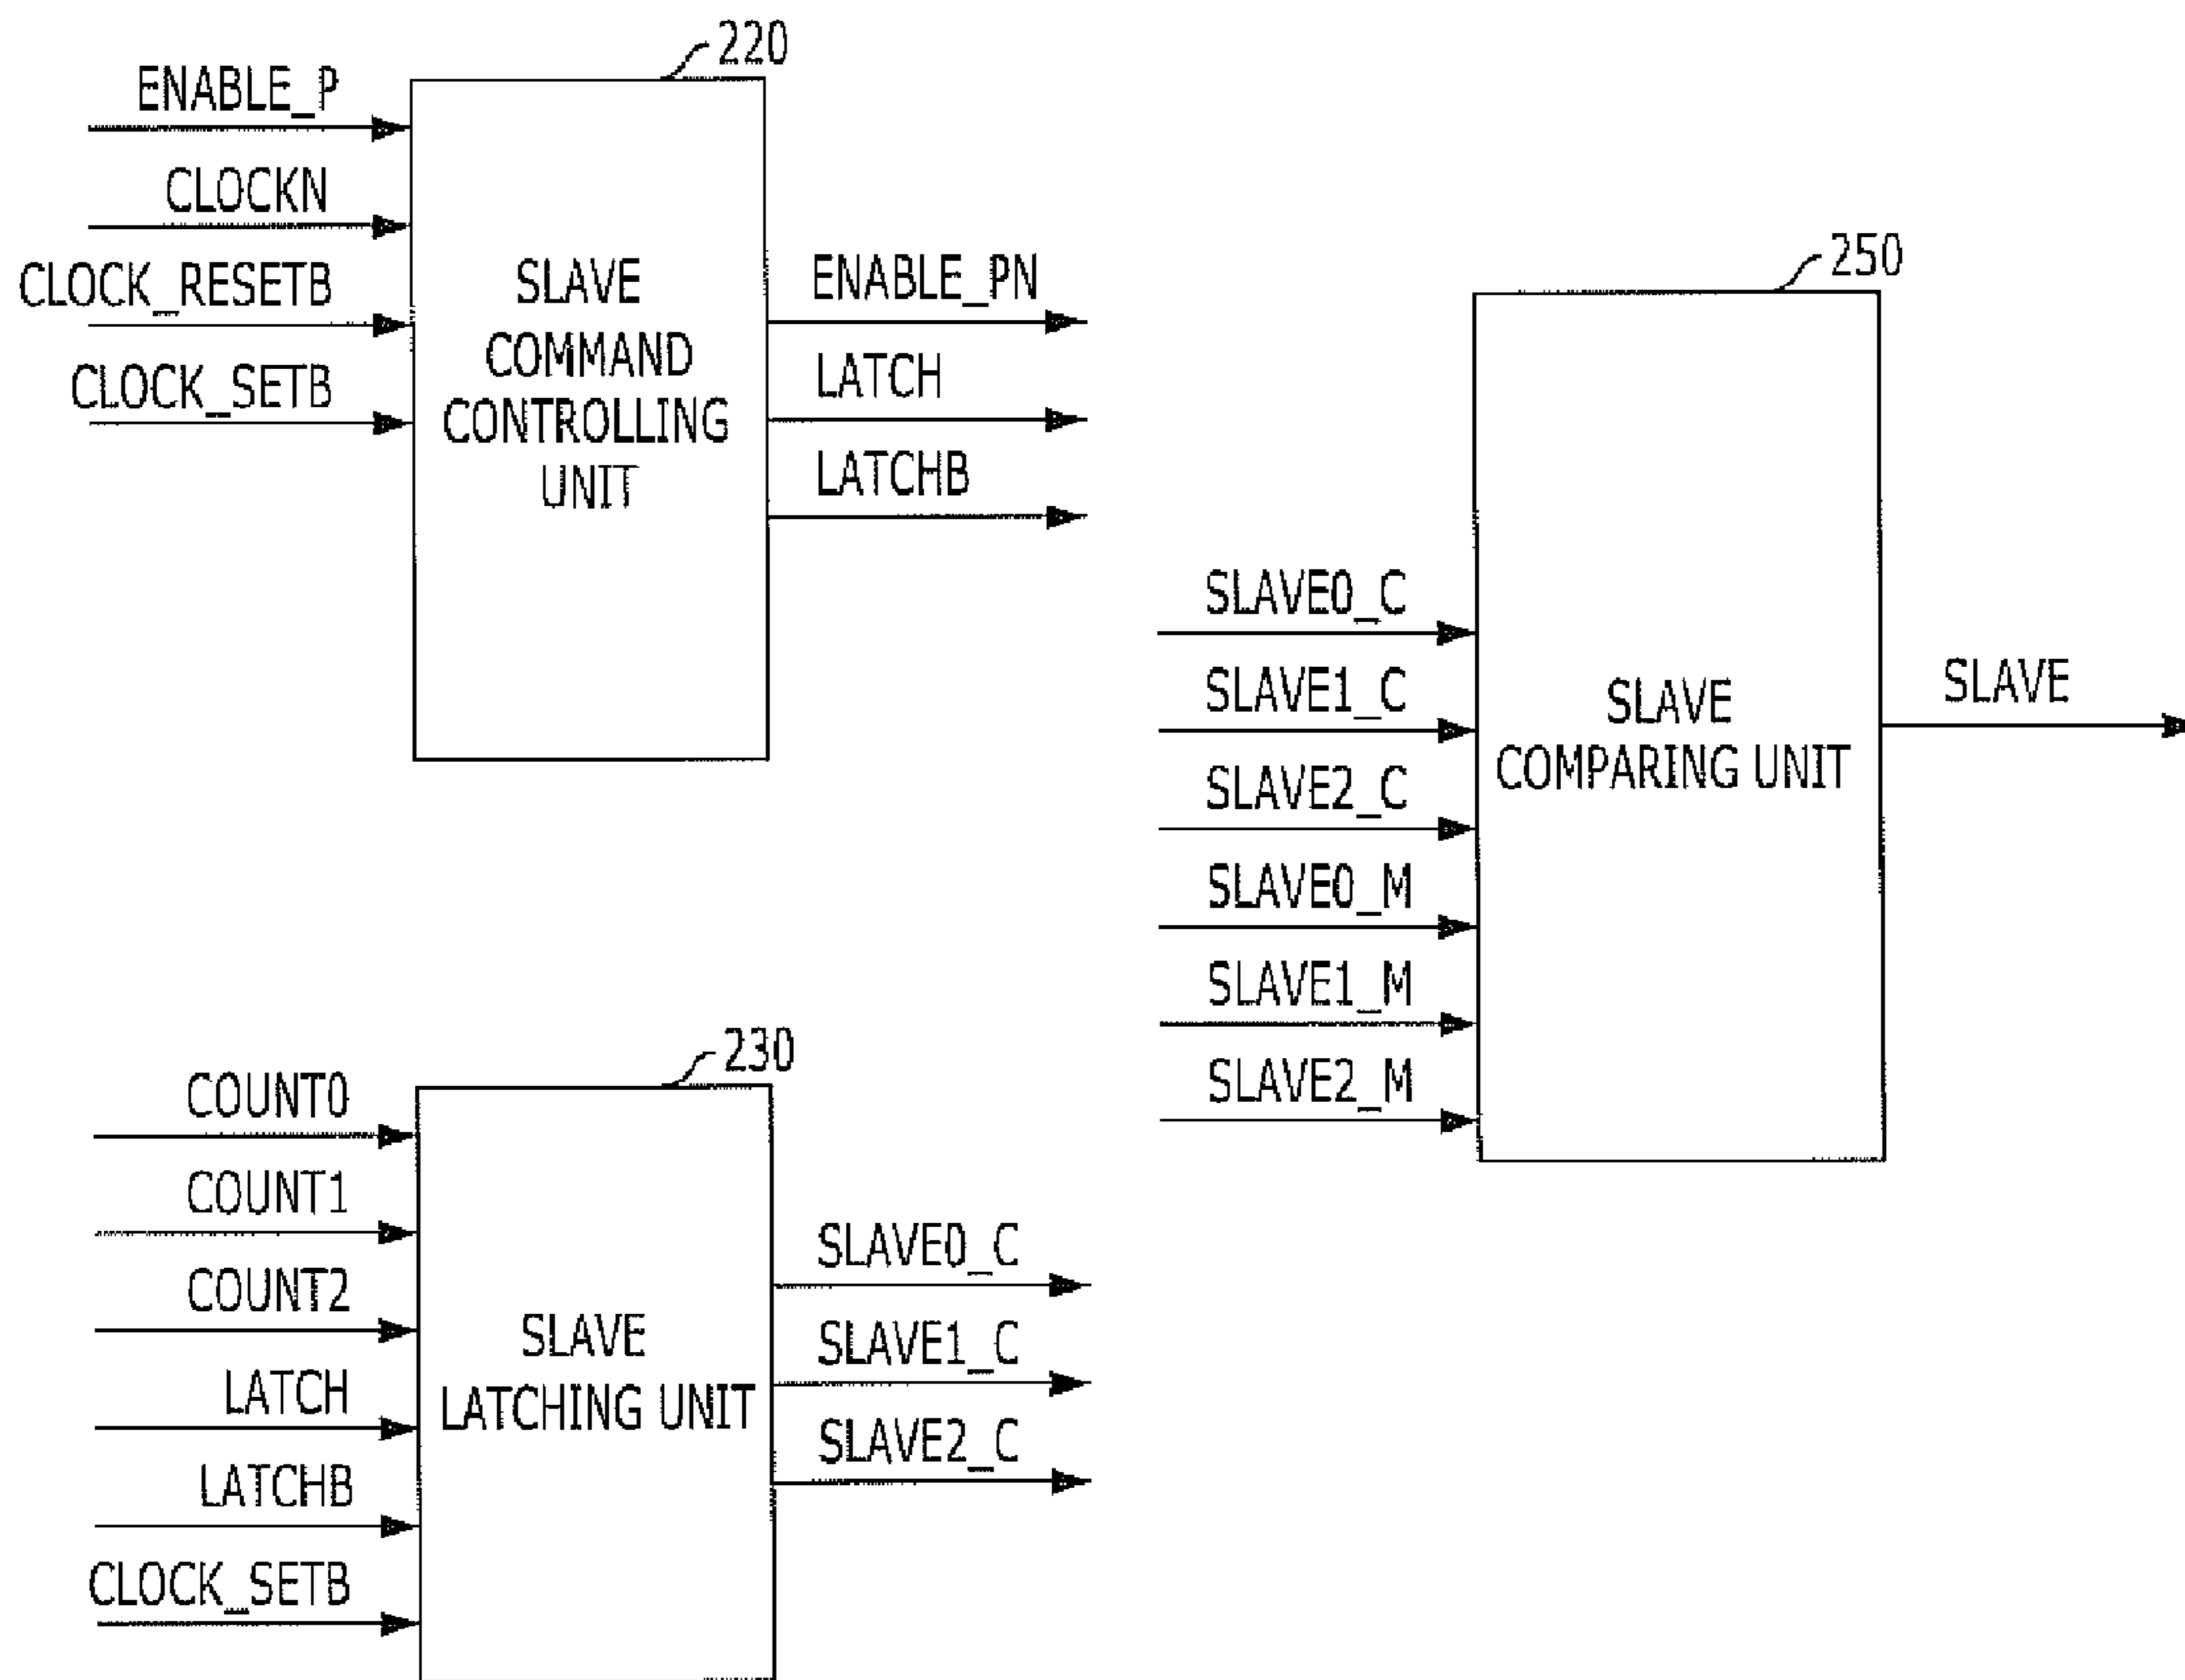 220
ENABLE_P
CLOCKN
CLOCK_RESETB
CLOCK_SETB
SLAVE
COMMAND
CONTROLLING
UNIT
ENABLE_PN
LATCH
LATCHB
250
SLAVE0_C
SLAVE1_C
SLAVE2_C
SLAVE0_M
SLAVE1_M
SLAVE2_M
SLAVE
COMPARING UNIT
SLAVE
230
COUNT0
COUNT1
COUNT2
LATCH
LATCHB
CLOCK_SETB
SLAVE
LATCHING UNIT
SLAVE0_C
SLAVE1_C
SLAVE2_C